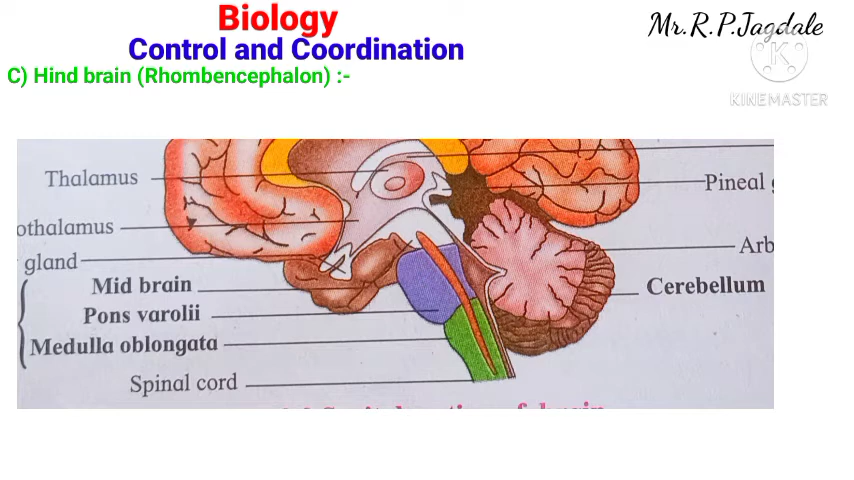 Biology
Mr.R.P.Jagdale
Control and Coordination
C) Hind brain (Rhombencephalon) :-
K
KINEMASTER
Thalamus
Pineal
othalamus
gland
Arb
Mid brain
Cerebellum
Pons varolii
Medulla oblongata
Spinal cord